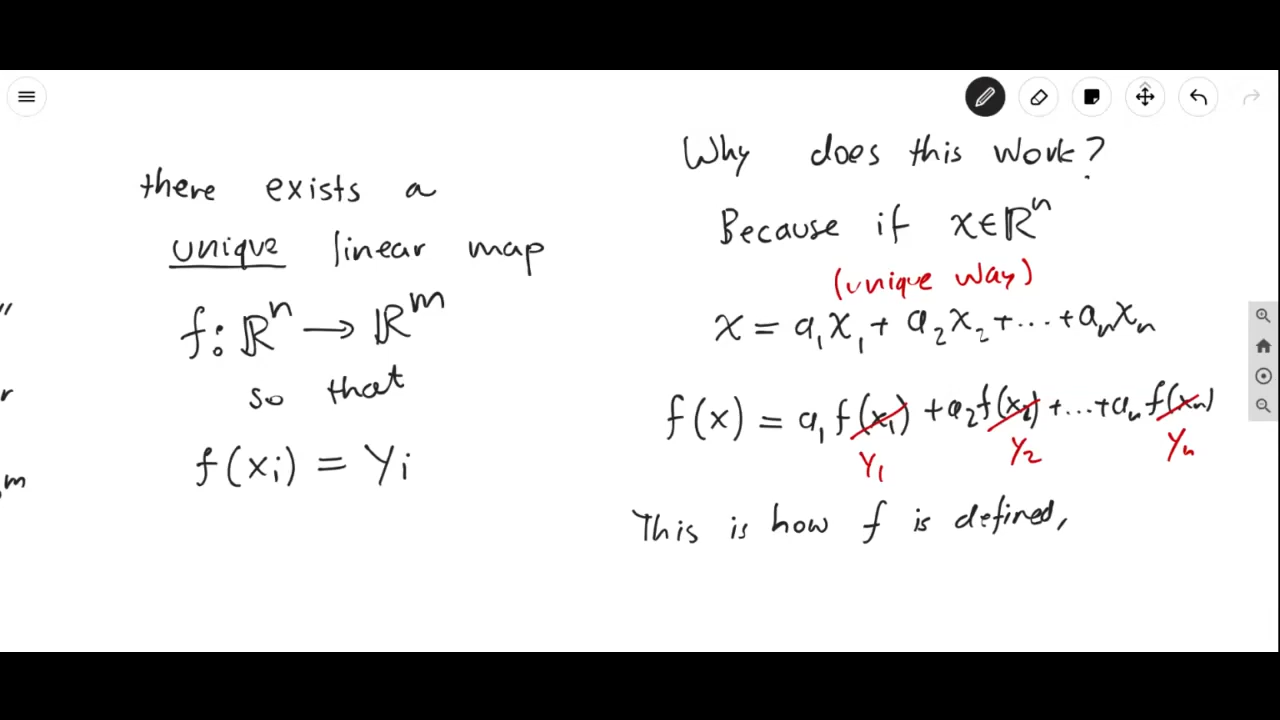 there exists a
unique linear map
f: ℝⁿ → ℝᵐ
so that
f(xᵢ) = yᵢ
"
r
m
Why does this work?
Because if x∈ℝⁿ
(unique way)
x = a₁x₁ + a₂x₂ + ... + aₙxₙ
f(x) = a₁f(x₁) + a₂f(x₂) + ... + aₙf(xₙ)
y₁ y₂ yₙ
This is how f is defined,